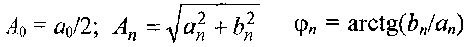 A₀ = a₀/2; Aₙ = √(aₙ² + bₙ²) φₙ = arctg(bₙ/aₙ)